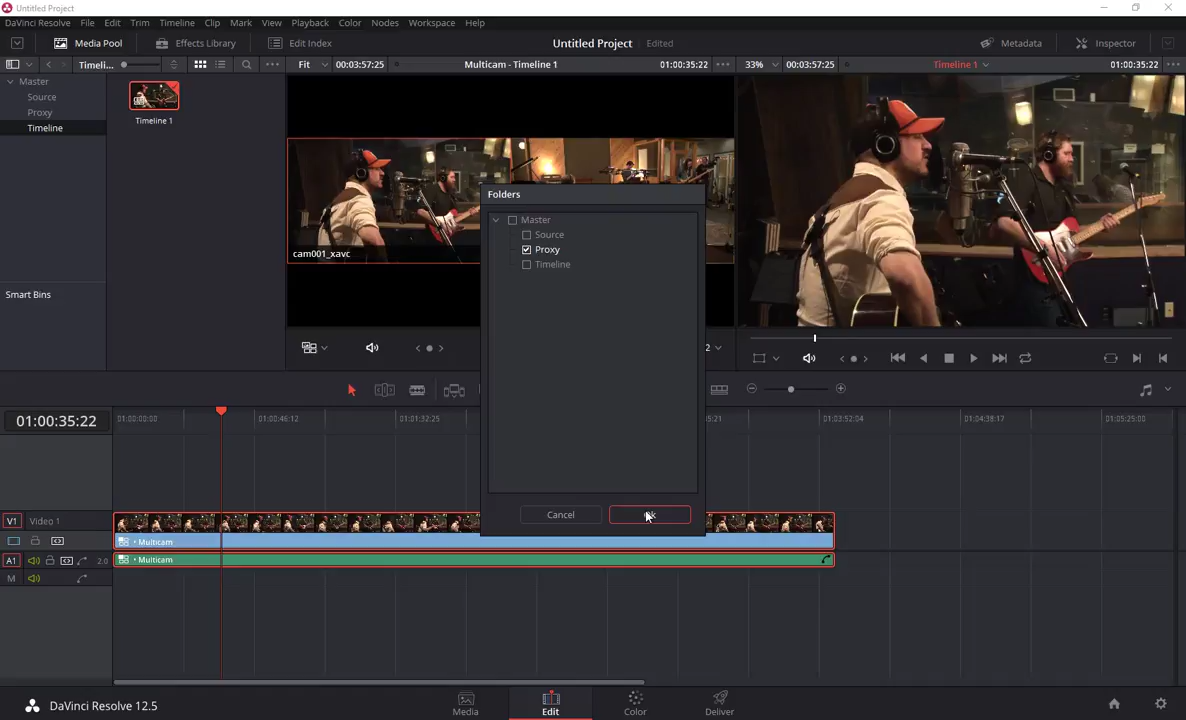 Untitled Project
DaVinci Resolve File Edit Trim Timeline Clip Mark View Playback Color Nodes Workspace Help
Media Pool Effects Library Edit Index Untitled Project Edited Metadata Inspector
Timeli... Fit 00:03:57:25 Multicam - Timeline 1 01:00:35:22 33% 00:03:57:25 Timeline 1 01:00:35:22
Master
Source
Proxy
Timeline
Timeline 1
Smart Bins
cam001_xavc
Folders
Master
Source
Proxy
Timeline
Cancel
01:00:35:22 01:00:00:00 01:00:46:12 01:01:32:25 01:03:52:04 01:04:38:17 01:05:25:00
V1 Video 1
Multicam
A1 2.0 Multicam
M
DaVinci Resolve 12.5 Media Edit Color Deliver